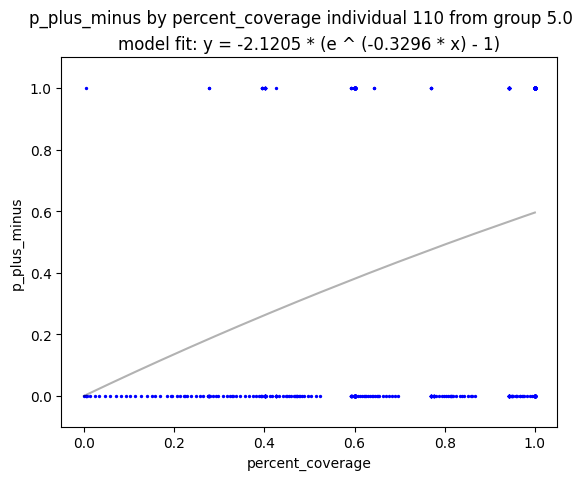 p_plus_minus by percent_coverage individual 110 from group 5.0
model fit: y = -2.1205 * (e ^ (-0.3296 * x) - 1)
1.0
0.8
0.6
0.4
0.2
0.0
p_plus_minus
0.0 0.2 0.4 0.6 0.8 1.0
percent_coverage